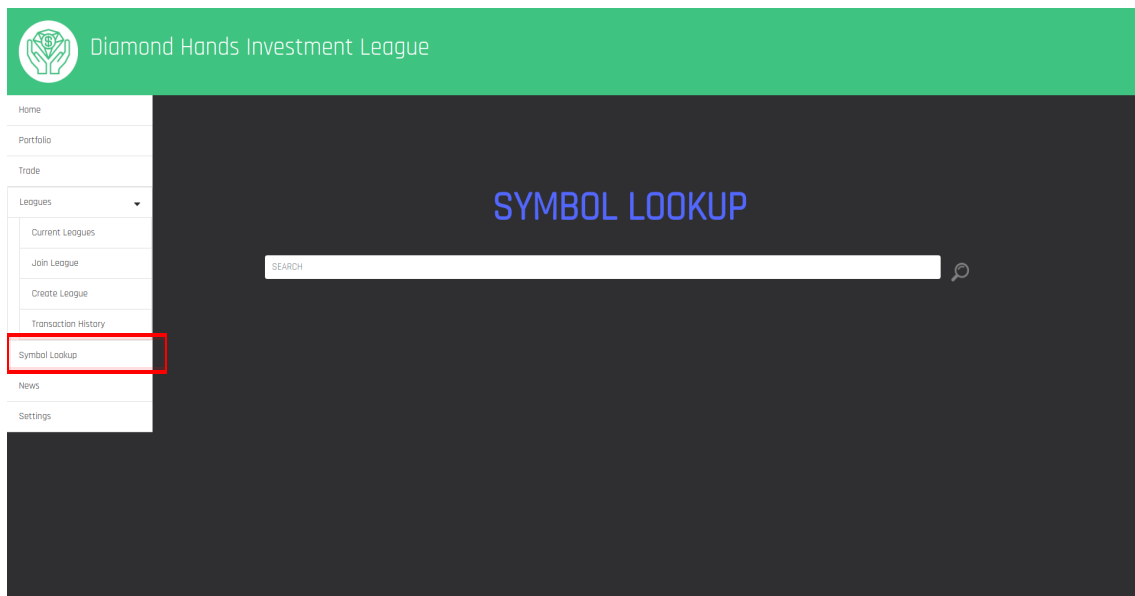 Diamond Hands Investment League
Home
Portfolio
Trade
Leagues
Current Leagues
Join League
Create League
Transaction History
Symbol Lookup
News
Settings
SYMBOL LOOKUP
SEARCH